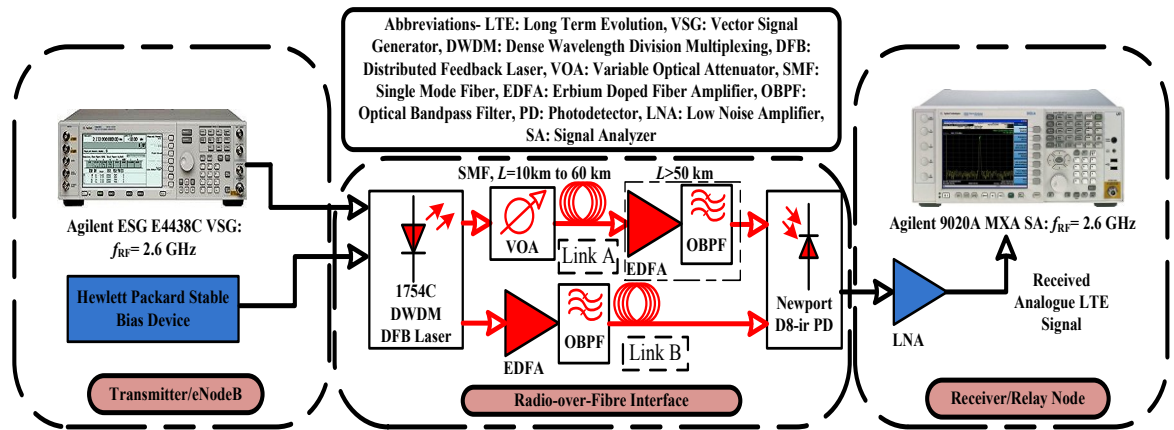 Abbreviations- LTE: Long Term Evolution, VSG: Vector Signal
Generator, DWDM: Dense Wavelength Division Multiplexing, DFB:
Distributed Feedback Laser, VOA: Variable Optical Attenuator, SMF:
Single Mode Fiber, EDFA: Erbium Doped Fiber Amplifier, OBPF:
Optical Bandpass Filter, PD: Photodetector, LNA: Low Noise Amplifier,
SA: Signal Analyzer
Agilent ESG E4438C VSG:
fRF= 2.6 GHz
Hewlett Packard Stable
Bias Device
Transmitter/eNodeB
SMF, L=10km to 60 km
L>50 km
VOA
Link A
EDFA
OBPF
1754C
DWDM
DFB Laser
EDFA
OBPF
Link B
Newport
D8-ir PD
Radio-over-Fibre Interface
Agilent 9020A MXA SA: fRF= 2.6 GHz
Received
Analogue LTE
Signal
LNA
Receiver/Relay Node